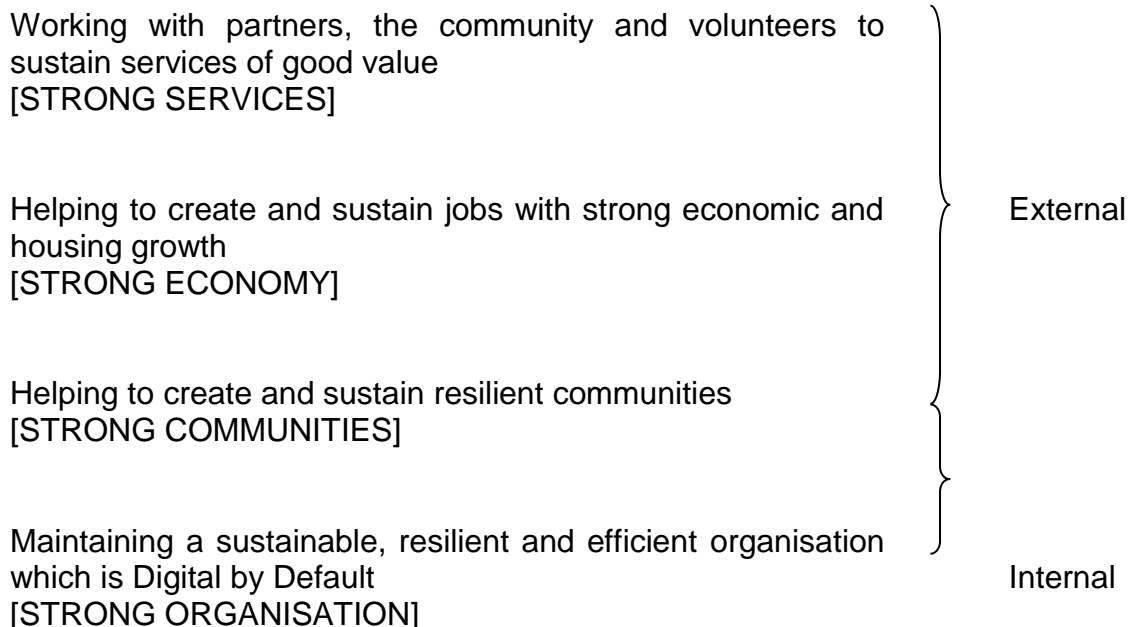 Working with partners, the community and volunteers to
sustain services of good value
[STRONG SERVICES]
Helping to create and sustain jobs with strong economic and
housing growth
[STRONG ECONOMY]
External
Helping to create and sustain resilient communities
[STRONG COMMUNITIES]
Maintaining a sustainable, resilient and efficient organisation
which is Digital by Default
[STRONG ORGANISATION]
Internal